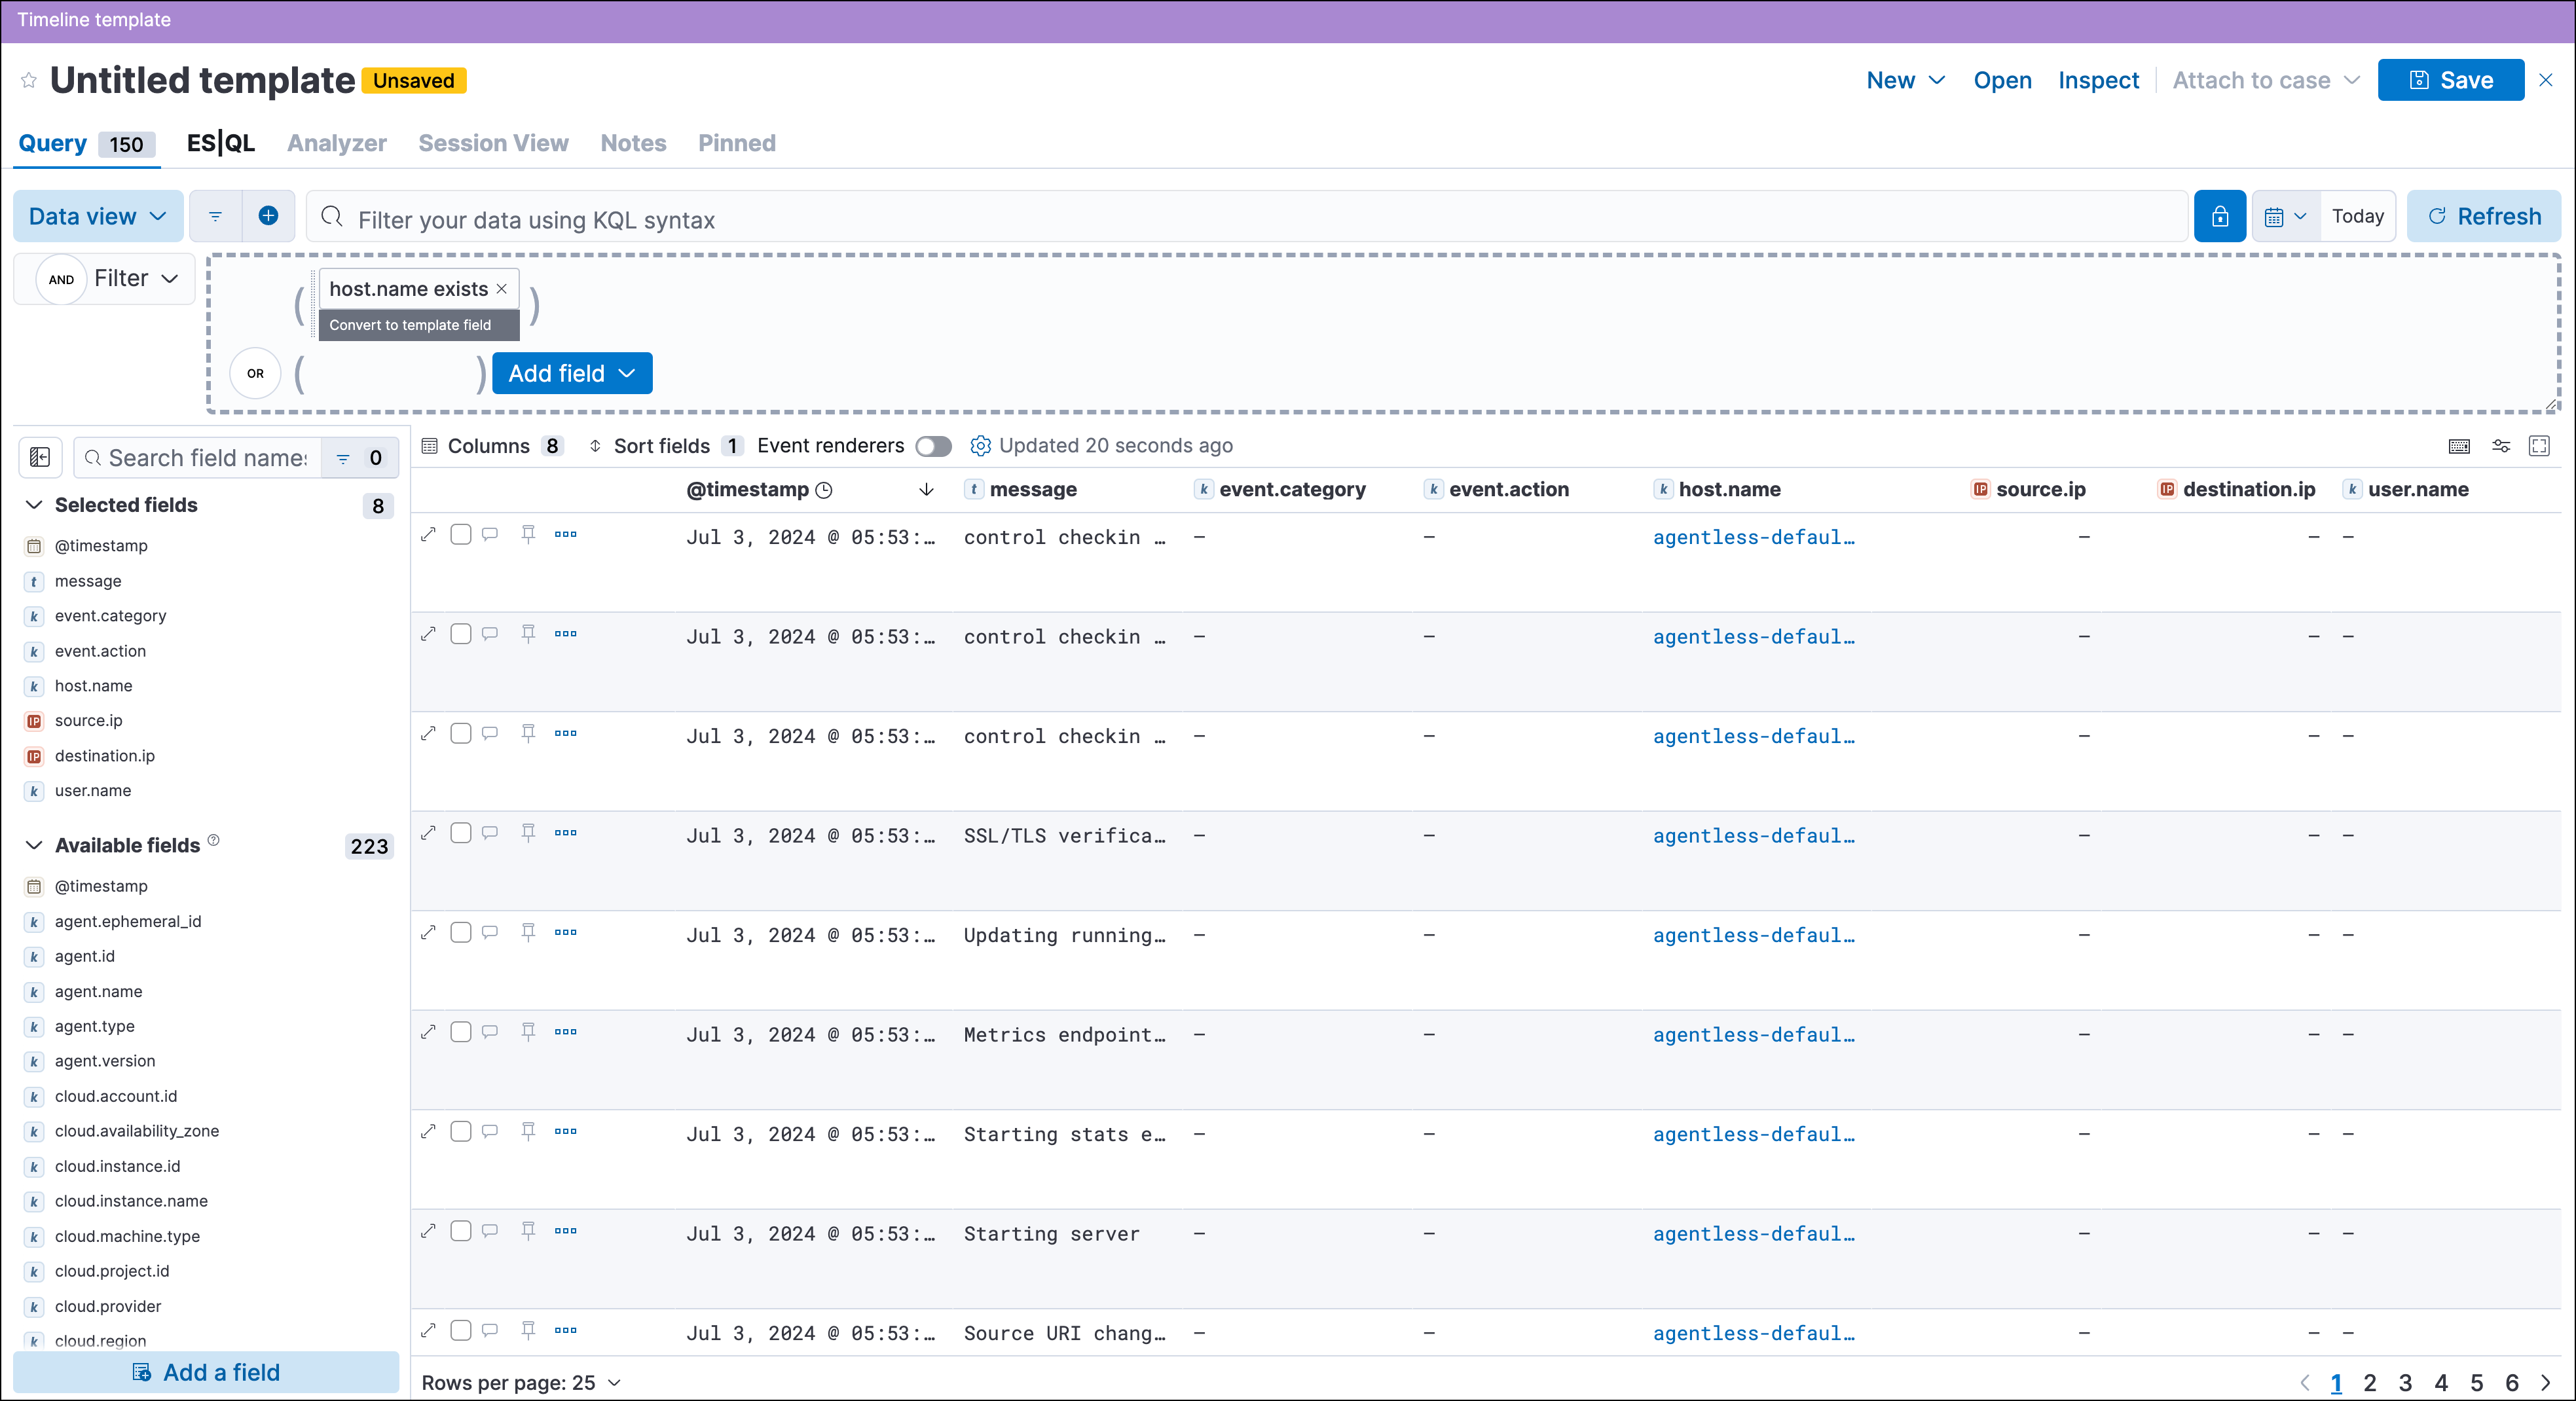 Timeline template
Untitled template Unsaved New Open Inspect Attach to case Save
Query 150 ES|QL Analyzer Session View Notes Pinned
Data view Filter your data using KQL syntax Today Refresh
AND Filter ( host.name exists )
Convert to template field
OR ( ) Add field
Search field names 0 Columns 8 Sort fields 1 Event renderers Updated 20 seconds ago
@timestamp t message k event.category k event.action k host.name IP source.ip IP destination.ip k user.name
Selected fields 8
@timestamp
t message
k event.category
k event.action
k host.name
IP source.ip
IP destination.ip
k user.name
Available fields 223
@timestamp
k agent.ephemeral_id
k agent.id
k agent.name
k agent.type
k agent.version
k cloud.account.id
k cloud.availability_zone
k cloud.instance.id
k cloud.instance.name
k cloud.machine.type
k cloud.project.id
k cloud.provider
k cloud.region
Add a field
Jul 3, 2024 @ 05:53:… control checkin … – – agentless-defaul… – – –
Jul 3, 2024 @ 05:53:… control checkin … – – agentless-defaul… – – –
Jul 3, 2024 @ 05:53:… control checkin … – – agentless-defaul… – – –
Jul 3, 2024 @ 05:53:… SSL/TLS verifica… – – agentless-defaul… – – –
Jul 3, 2024 @ 05:53:… Updating running… – – agentless-defaul… – – –
Jul 3, 2024 @ 05:53:… Metrics endpoint… – – agentless-defaul… – – –
Jul 3, 2024 @ 05:53:… Starting stats e… – – agentless-defaul… – – –
Jul 3, 2024 @ 05:53:… Starting server – – agentless-defaul… – – –
Jul 3, 2024 @ 05:53:… Source URI chang… – – agentless-defaul… – – –
Rows per page: 25 1 2 3 4 5 6